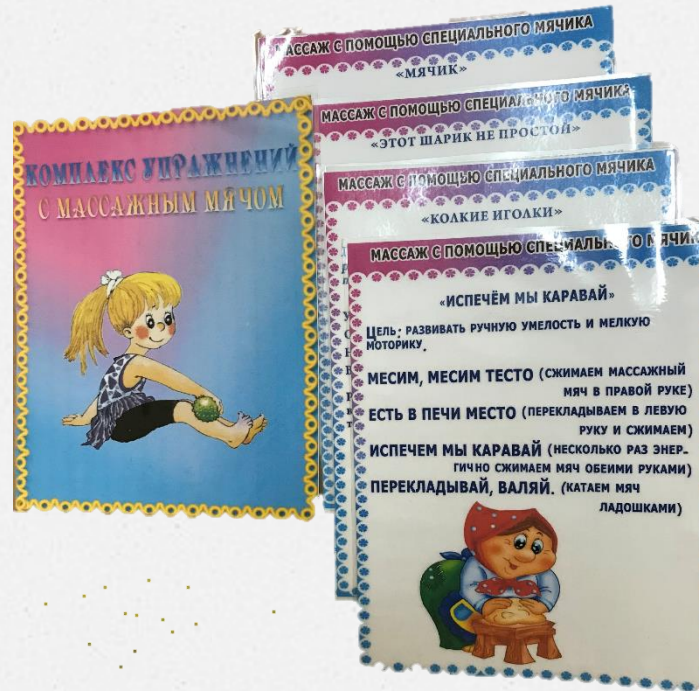 КОМПЛЕКС УПРАЖНЕНИЙ
С МАССАЖНЫМ МЯЧОМ
МАССАЖ С ПОМОЩЬЮ СПЕЦИАЛЬНОГО МЯЧИКА
«МЯЧИК»
МАССАЖ С ПОМОЩЬЮ СПЕЦИАЛЬНОГО МЯЧИКА
«ЭТОТ ШАРИК НЕ ПРОСТОЙ»
МАССАЖ С ПОМОЩЬЮ СПЕЦИАЛЬНОГО МЯЧИКА
«КОЛКИЕ ИГОЛКИ»
МАССАЖ С ПОМОЩЬЮ СПЕЦИАЛЬНОГО МЯЧИК
«ИСПЕЧЁМ МЫ КАРАВАЙ»
ЦЕЛЬ: РАЗВИВАТЬ РУЧНУЮ УМЕЛОСТЬ И МЕЛКУЮ
МОТОРИКУ.
МЕСИМ, МЕСИМ ТЕСТО (СЖИМАЕМ МАССАЖНЫЙ
МЯЧ В ПРАВОЙ РУКЕ)
ЕСТЬ В ПЕЧИ МЕСТО (ПЕРЕКЛАДЫВАЕМ В ЛЕВУЮ
РУКУ И СЖИМАЕМ)
ИСПЕЧЕМ МЫ КАРАВАЙ (НЕСКОЛЬКО РАЗ ЭНЕР-
ГИЧНО СЖИМАЕМ МЯЧ ОБЕИМИ РУКАМИ)
ПЕРЕКЛАДЫВАЙ, ВАЛЯЙ. (КАТАЕМ МЯЧ
ЛАДОШКАМИ)